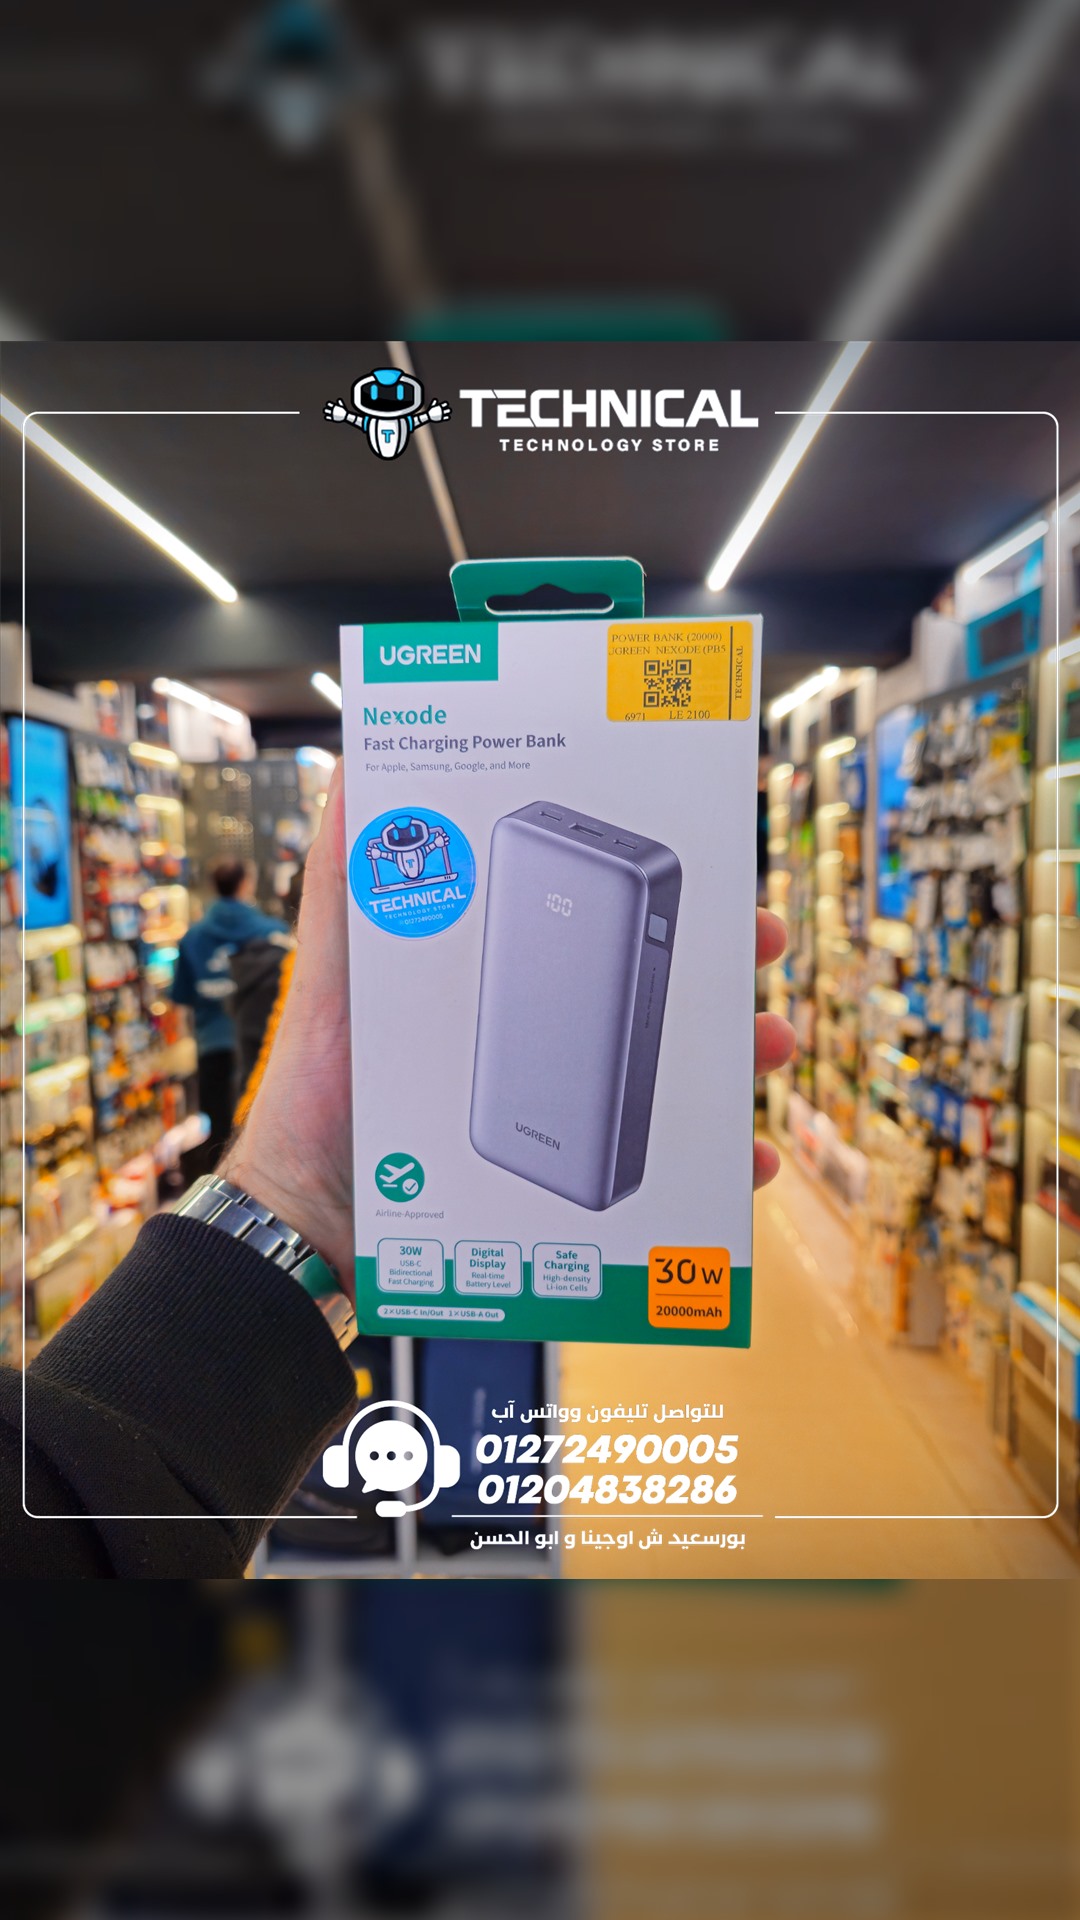 TECHNICAL
TECHNOLOGY STORE
UGREEN
POWER BANK (20000)
UGREEN NEXODE (PB5
TECHNICAL
6971 LE 2100
Nexode
Fast Charging Power Bank
For Apple, Samsung, Google, and More
TECHNICAL
TECHNOLOGY STORE
01272490005
100
UGREEN
Airline-Approved
30W
USB-C
Bidirectional
Fast Charging
Digital
Display
Real-time
Battery Level
Safe
Charging
High-density
Li-ion Cells
2×USB-C In/Out 1×USB-A Out
30W
20000mAh
للتواصل تليفون وواتس آب
01272490005
01204838286
بورسعيد ش اوجينا و ابو الحسن